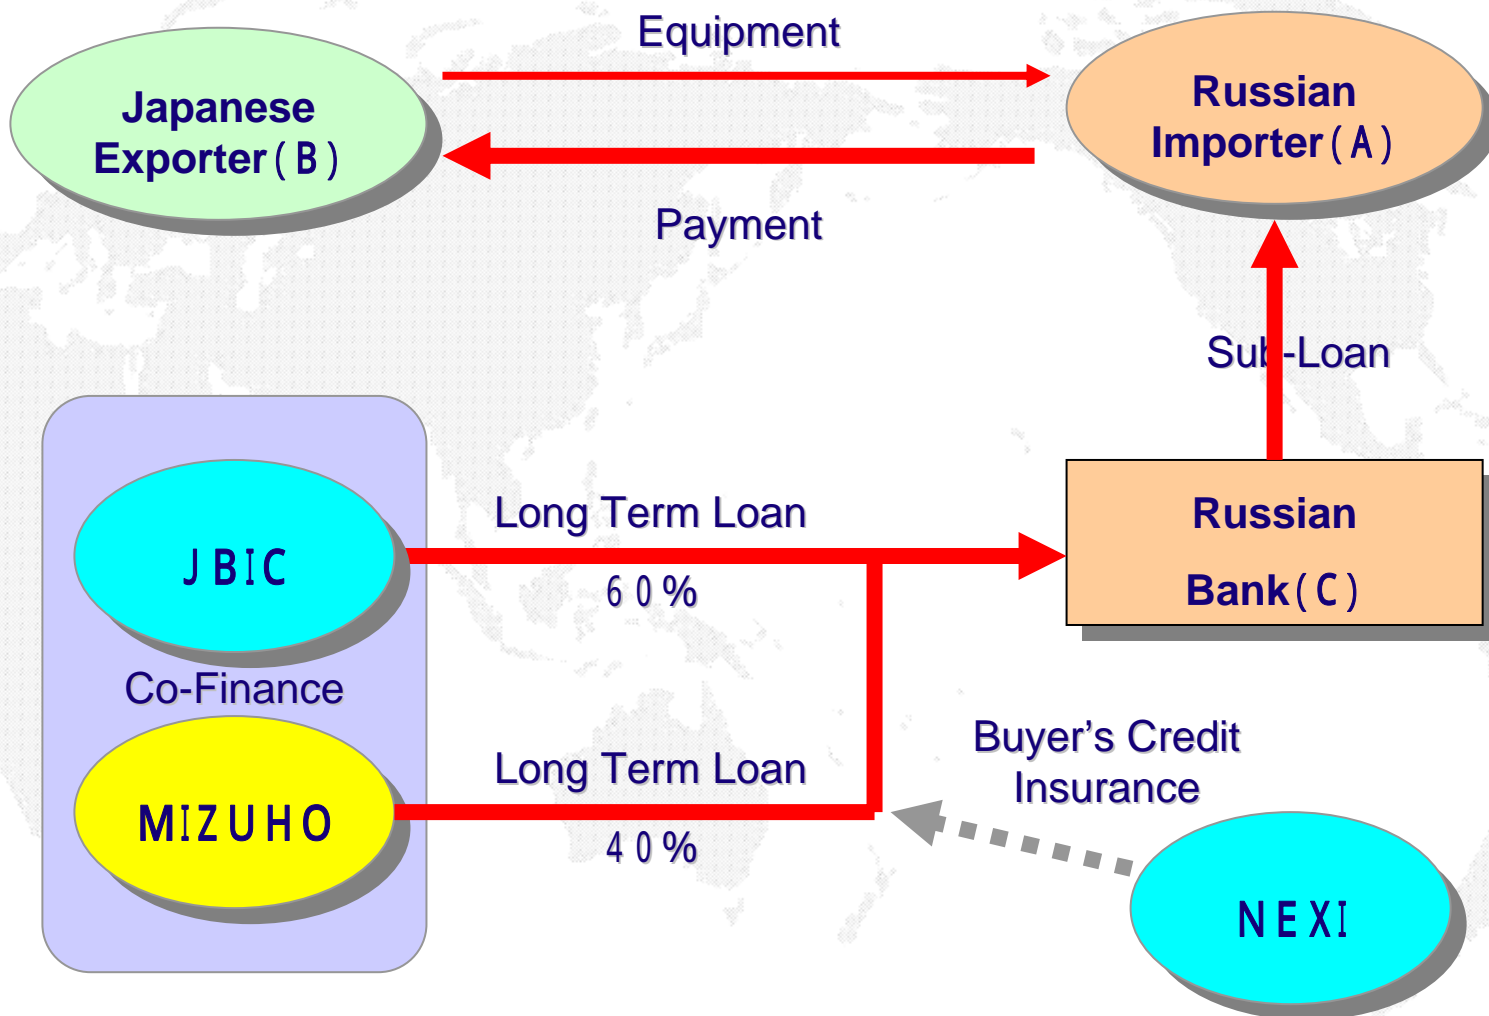 Equipment
Japanese
Exporter(B)
Russian
Importer(A)
Payment
Sub-Loan
Long Term Loan
60%
JBIC
Russian
Bank(C)
Co-Finance
Long Term Loan
40%
MIZUHO
Buyer’s Credit
Insurance
NEXI